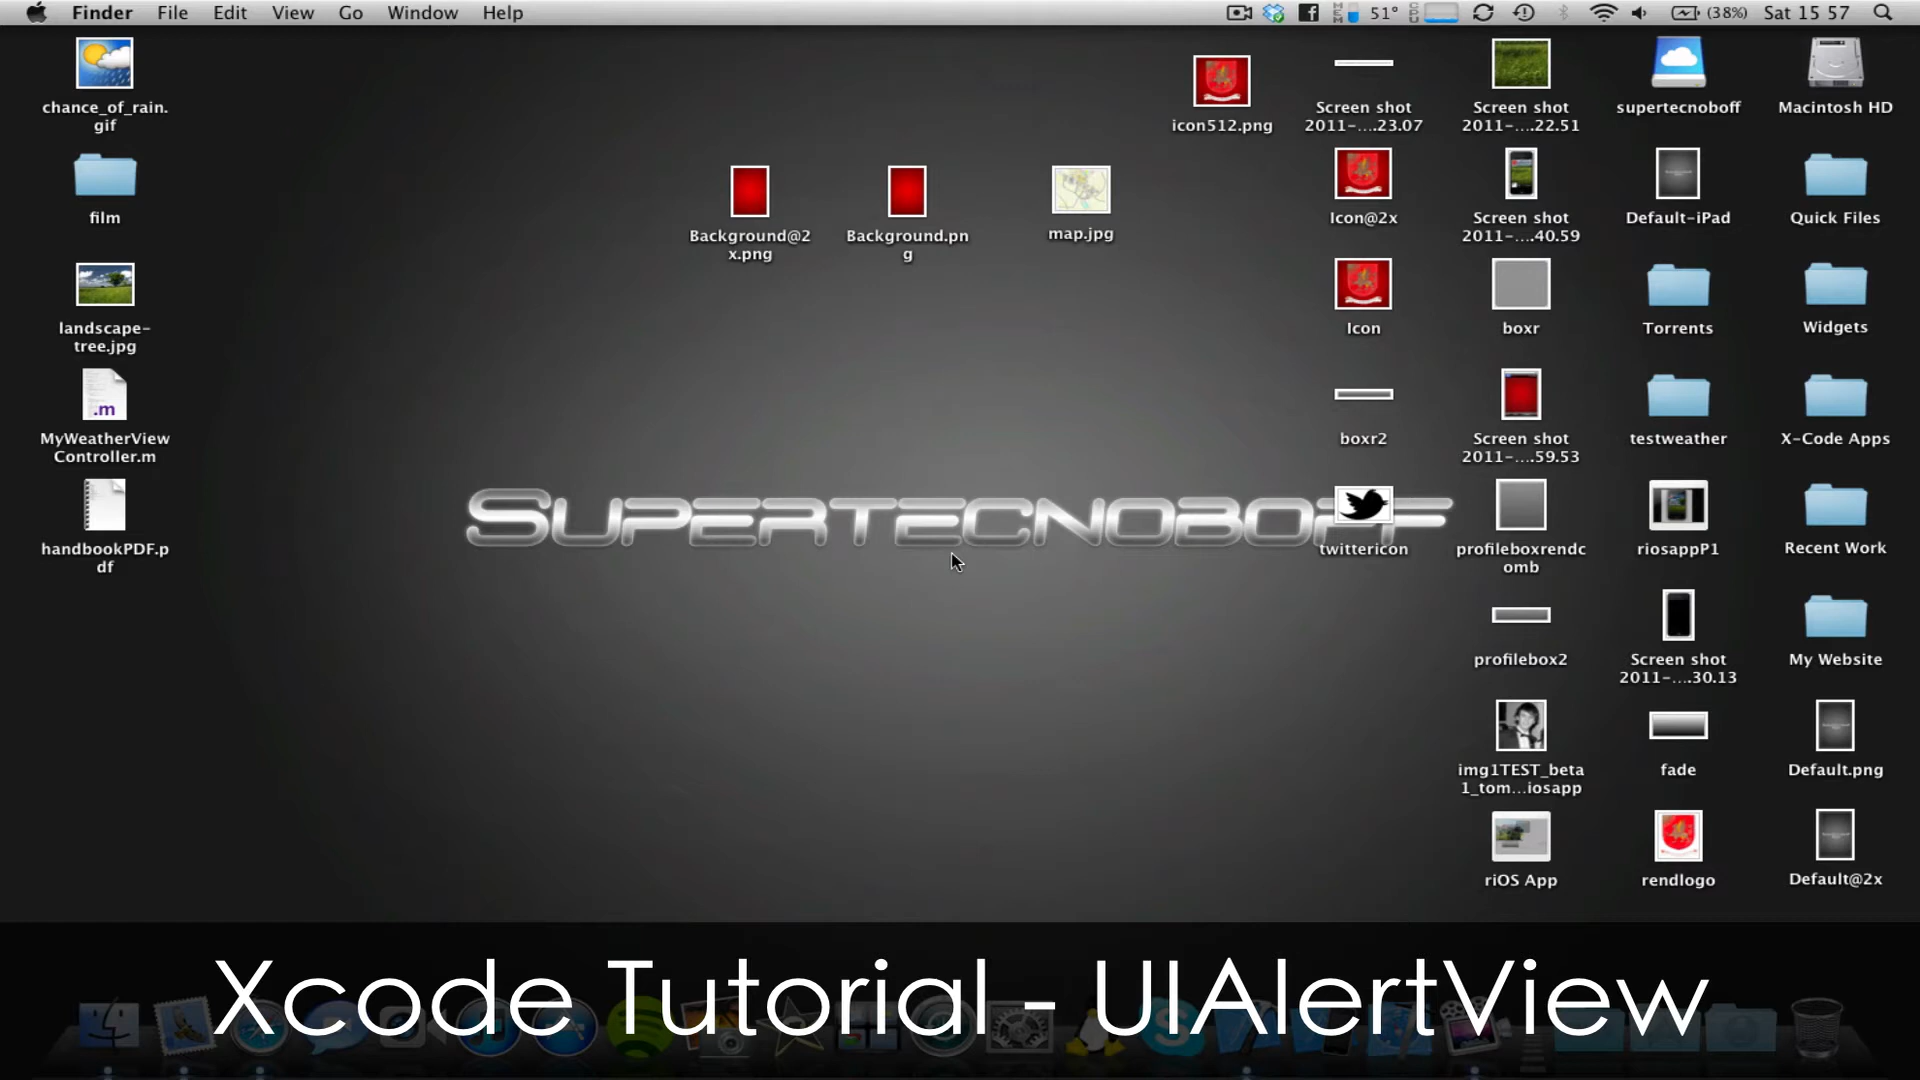 Finder File Edit View Go Window Help
MEM 51° CPU (38%) Sat 15 57
chance_of_rain.
gif
film
landscape-
tree.jpg
.m
MyWeatherView
Controller.m
handbookPDF.p
df
Background@2
x.png
Background.pn
g
map.jpg
icon512.png
Screen shot
2011-....23.07
Icon@2x
Icon
boxr2
twittericon
Screen shot
2011-....22.51
Screen shot
2011-....40.59
boxr
Screen shot
2011-....59.53
profileboxrendc
omb
profilebox2
img1TEST_beta
1_tom...iosapp
riOS App
supertecnoboff
Default-iPad
Torrents
testweather
riosappP1
Screen shot
2011-....30.13
fade
rendlogo
Macintosh HD
Quick Files
Widgets
X-Code Apps
Recent Work
My Website
Default.png
Default@2x
SUPERTECNOBOFF
Xcode Tutorial - UIAlertView